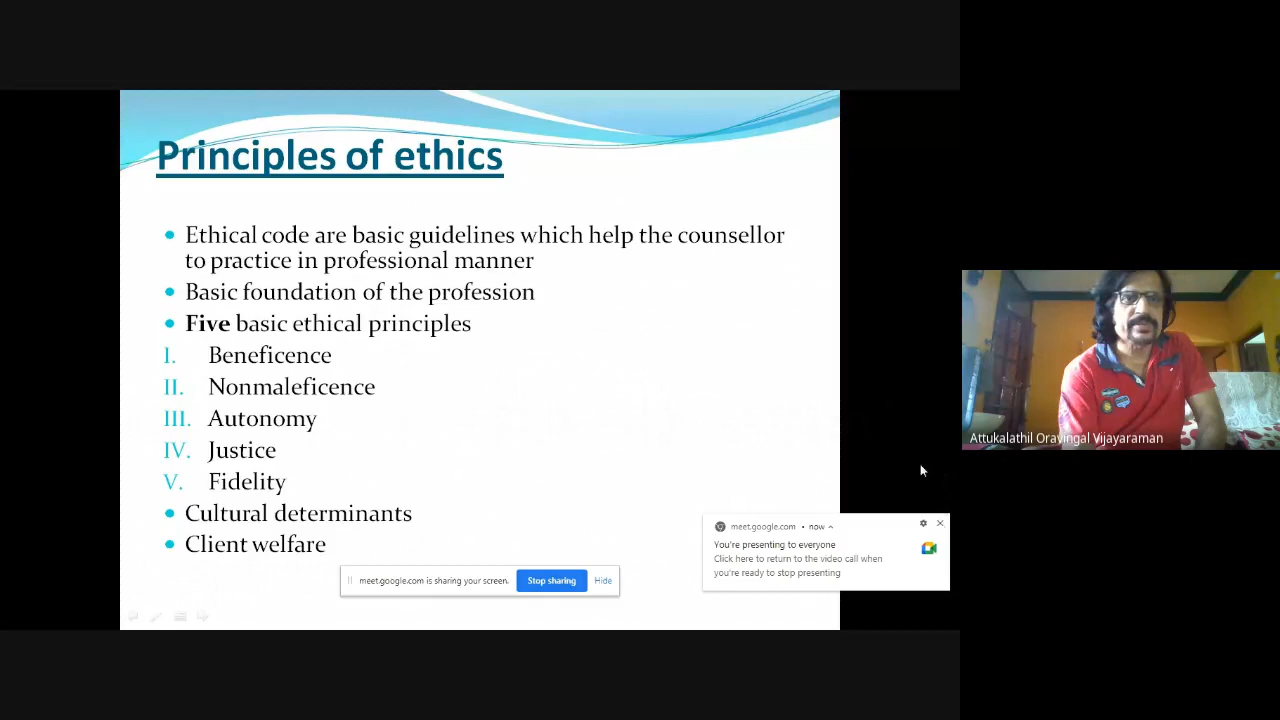 Principles of ethics
Ethical code are basic guidelines which help the counsellor
to practice in professional manner
Basic foundation of the profession
Five basic ethical principles
I. Beneficence
II. Nonmaleficence
III. Autonomy
IV. Justice
V. Fidelity
Cultural determinants
Client welfare
meet.google.com is sharing your screen. Stop sharing Hide
meet.google.com • now
You're presenting to everyone
Click here to return to the video call when
you're ready to stop presenting
Attukalathil Oravingal Vijayaraman